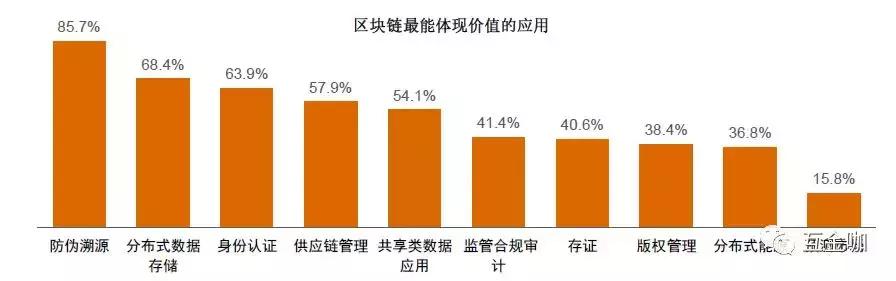 区块链最能体现价值的应用
85.7%
68.4%
63.9%
57.9%
54.1%
41.4%
40.6%
38.4%
36.8%
15.8%
防伪溯源
分布式数据
存储
身份认证
供应链管理
共享类数据
应用
监管合规审
计
存证
版权管理
分布式能
互金咖